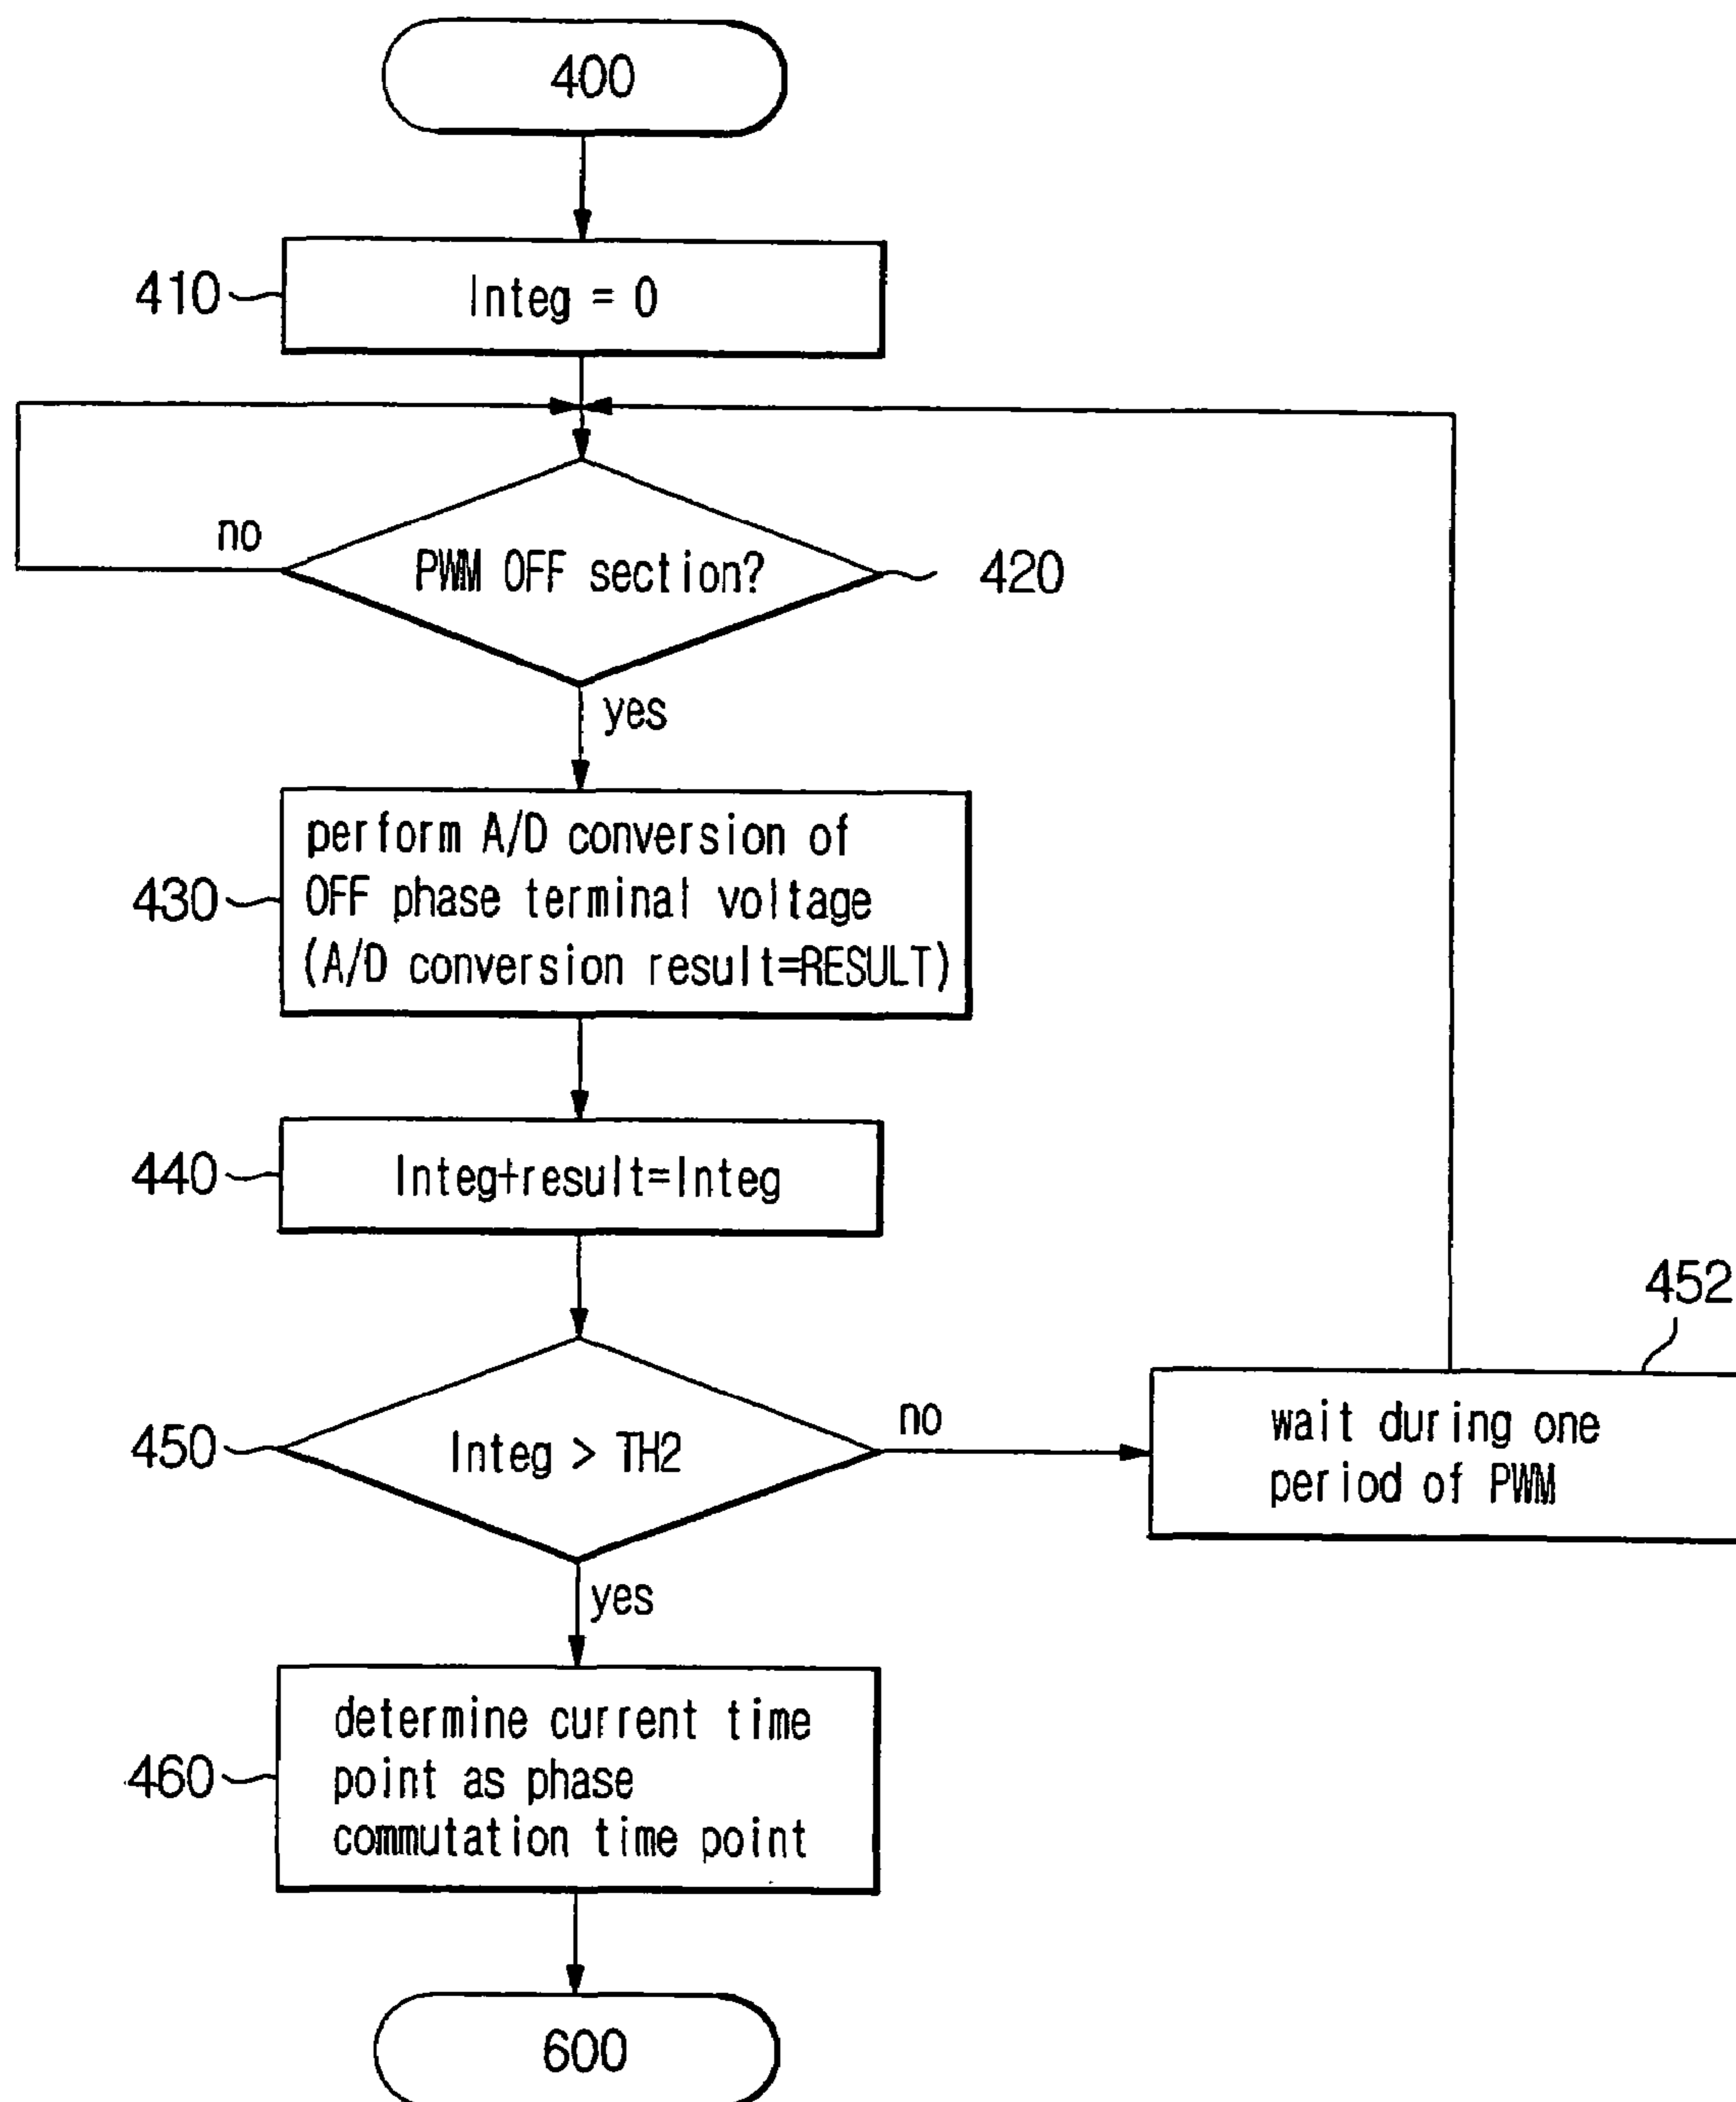 400
410
Integ = 0
no
PWM OFF section?
420
yes
430
perform A/D conversion of
OFF phase terminal voltage
(A/D conversion result=RESULT)
440
Integ+result=Integ
450
Integ > TH2
no
452
wait during one
period of PWM
yes
460
determine current time
point as phase
commutation time point
600